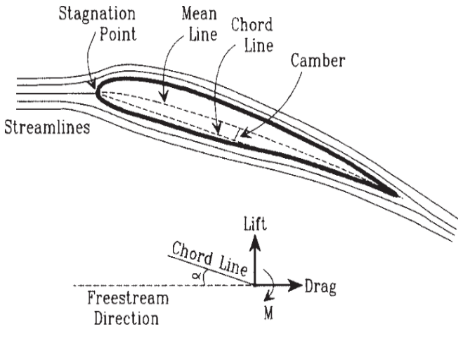 Stagnation
Point
Mean
Line
Chord
Line
Camber
Streamlines
Lift
Chord Line
α
Drag
Freestream
Direction
M